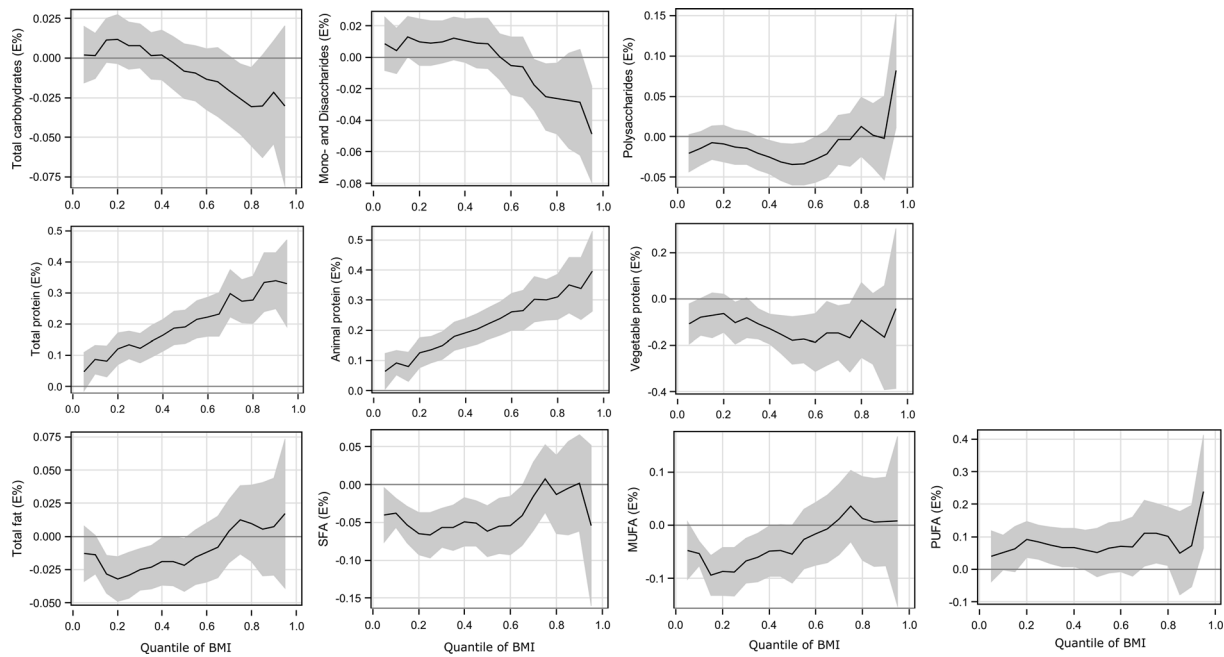 Total carbohydrates (E%)
0.025
0.000
-0.025
-0.050
-0.075
0.0 0.2 0.4 0.6 0.8 1.0
Mono- and Disaccharides (E%)
0.02
0.00
-0.02
-0.04
-0.06
-0.08
0.0 0.2 0.4 0.6 0.8 1.0
Polysaccharides (E%)
0.15
0.10
0.05
0.00
-0.05
0.0 0.2 0.4 0.6 0.8 1.0
Total protein (E%)
0.5
0.4
0.3
0.2
0.1
0.0
0.0 0.2 0.4 0.6 0.8 1.0
Animal protein (E%)
0.5
0.4
0.3
0.2
0.1
0.0
0.0 0.2 0.4 0.6 0.8 1.0
Vegetable protein (E%)
0.2
0.0
-0.2
-0.4
0.0 0.2 0.4 0.6 0.8 1.0
Total fat (E%)
0.075
0.050
0.025
0.000
-0.025
-0.050
0.0 0.2 0.4 0.6 0.8 1.0
Quantile of BMI
SFA (E%)
0.05
0.00
-0.05
-0.10
-0.15
0.0 0.2 0.4 0.6 0.8 1.0
Quantile of BMI
MUFA (E%)
0.1
0.0
-0.1
0.0 0.2 0.4 0.6 0.8 1.0
Quantile of BMI
PUFA (E%)
0.4
0.3
0.2
0.1
0.0
-0.1
0.0 0.2 0.4 0.6 0.8 1.0
Quantile of BMI